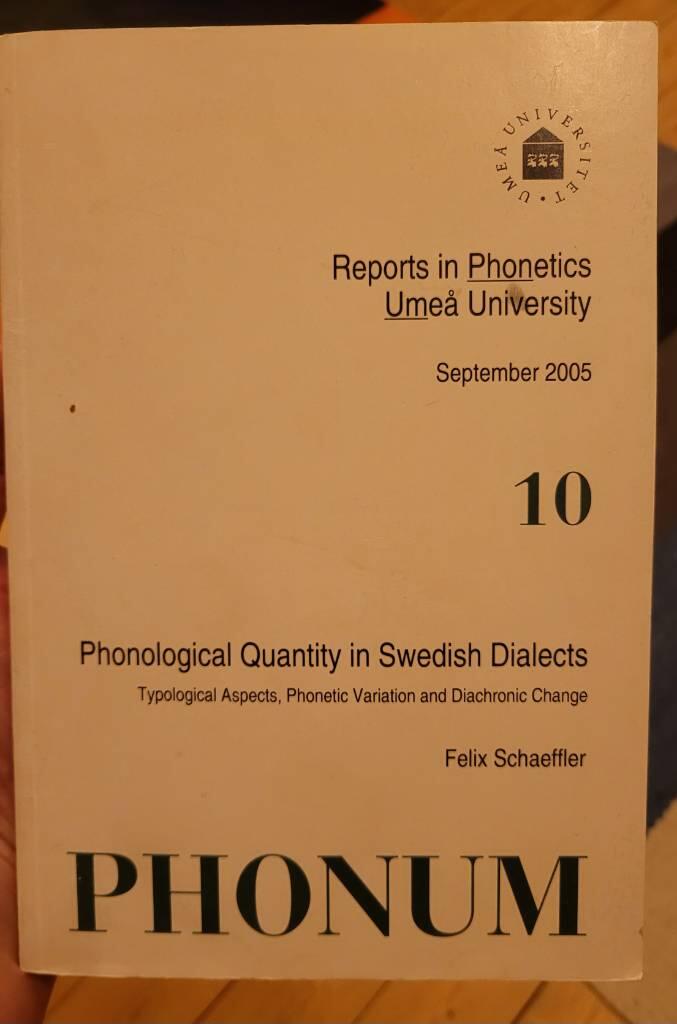 UMEÅ UNIVERSITET •
Reports in Phonetics
Umeå University
September 2005
10
Phonological Quantity in Swedish Dialects
Typological Aspects, Phonetic Variation and Diachronic Change
Felix Schaeffler
PHONUM